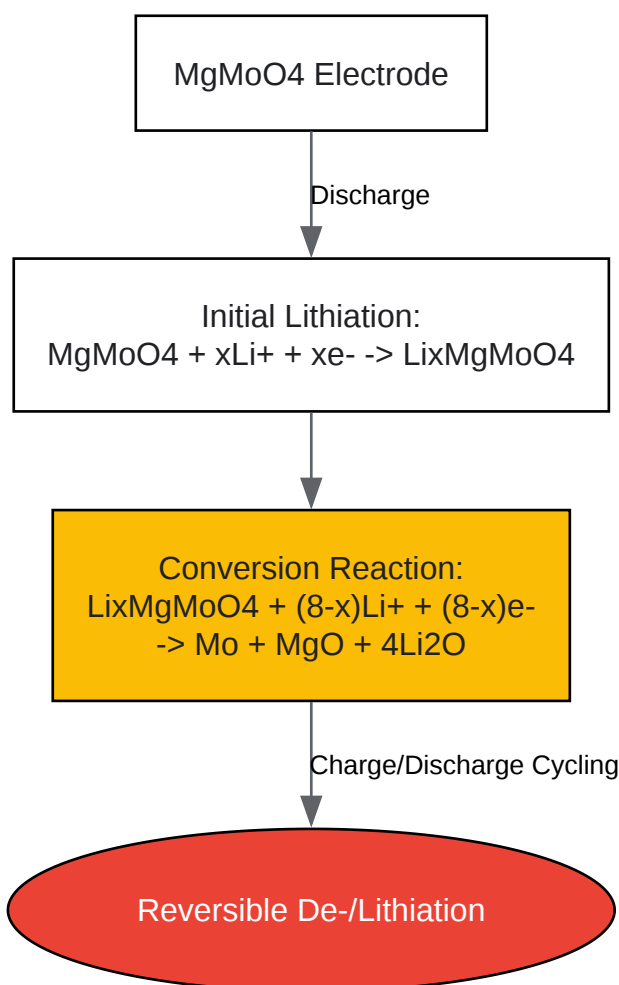 MgMoO4 Electrode
Discharge
Initial Lithiation:
MgMoO4 + xLi+ + xe- -> LixMgMoO4
Conversion Reaction:
LixMgMoO4 + (8-x)Li+ + (8-x)e-
-> Mo + MgO + 4Li2O
Charge/Discharge Cycling
Reversible De-/Lithiation